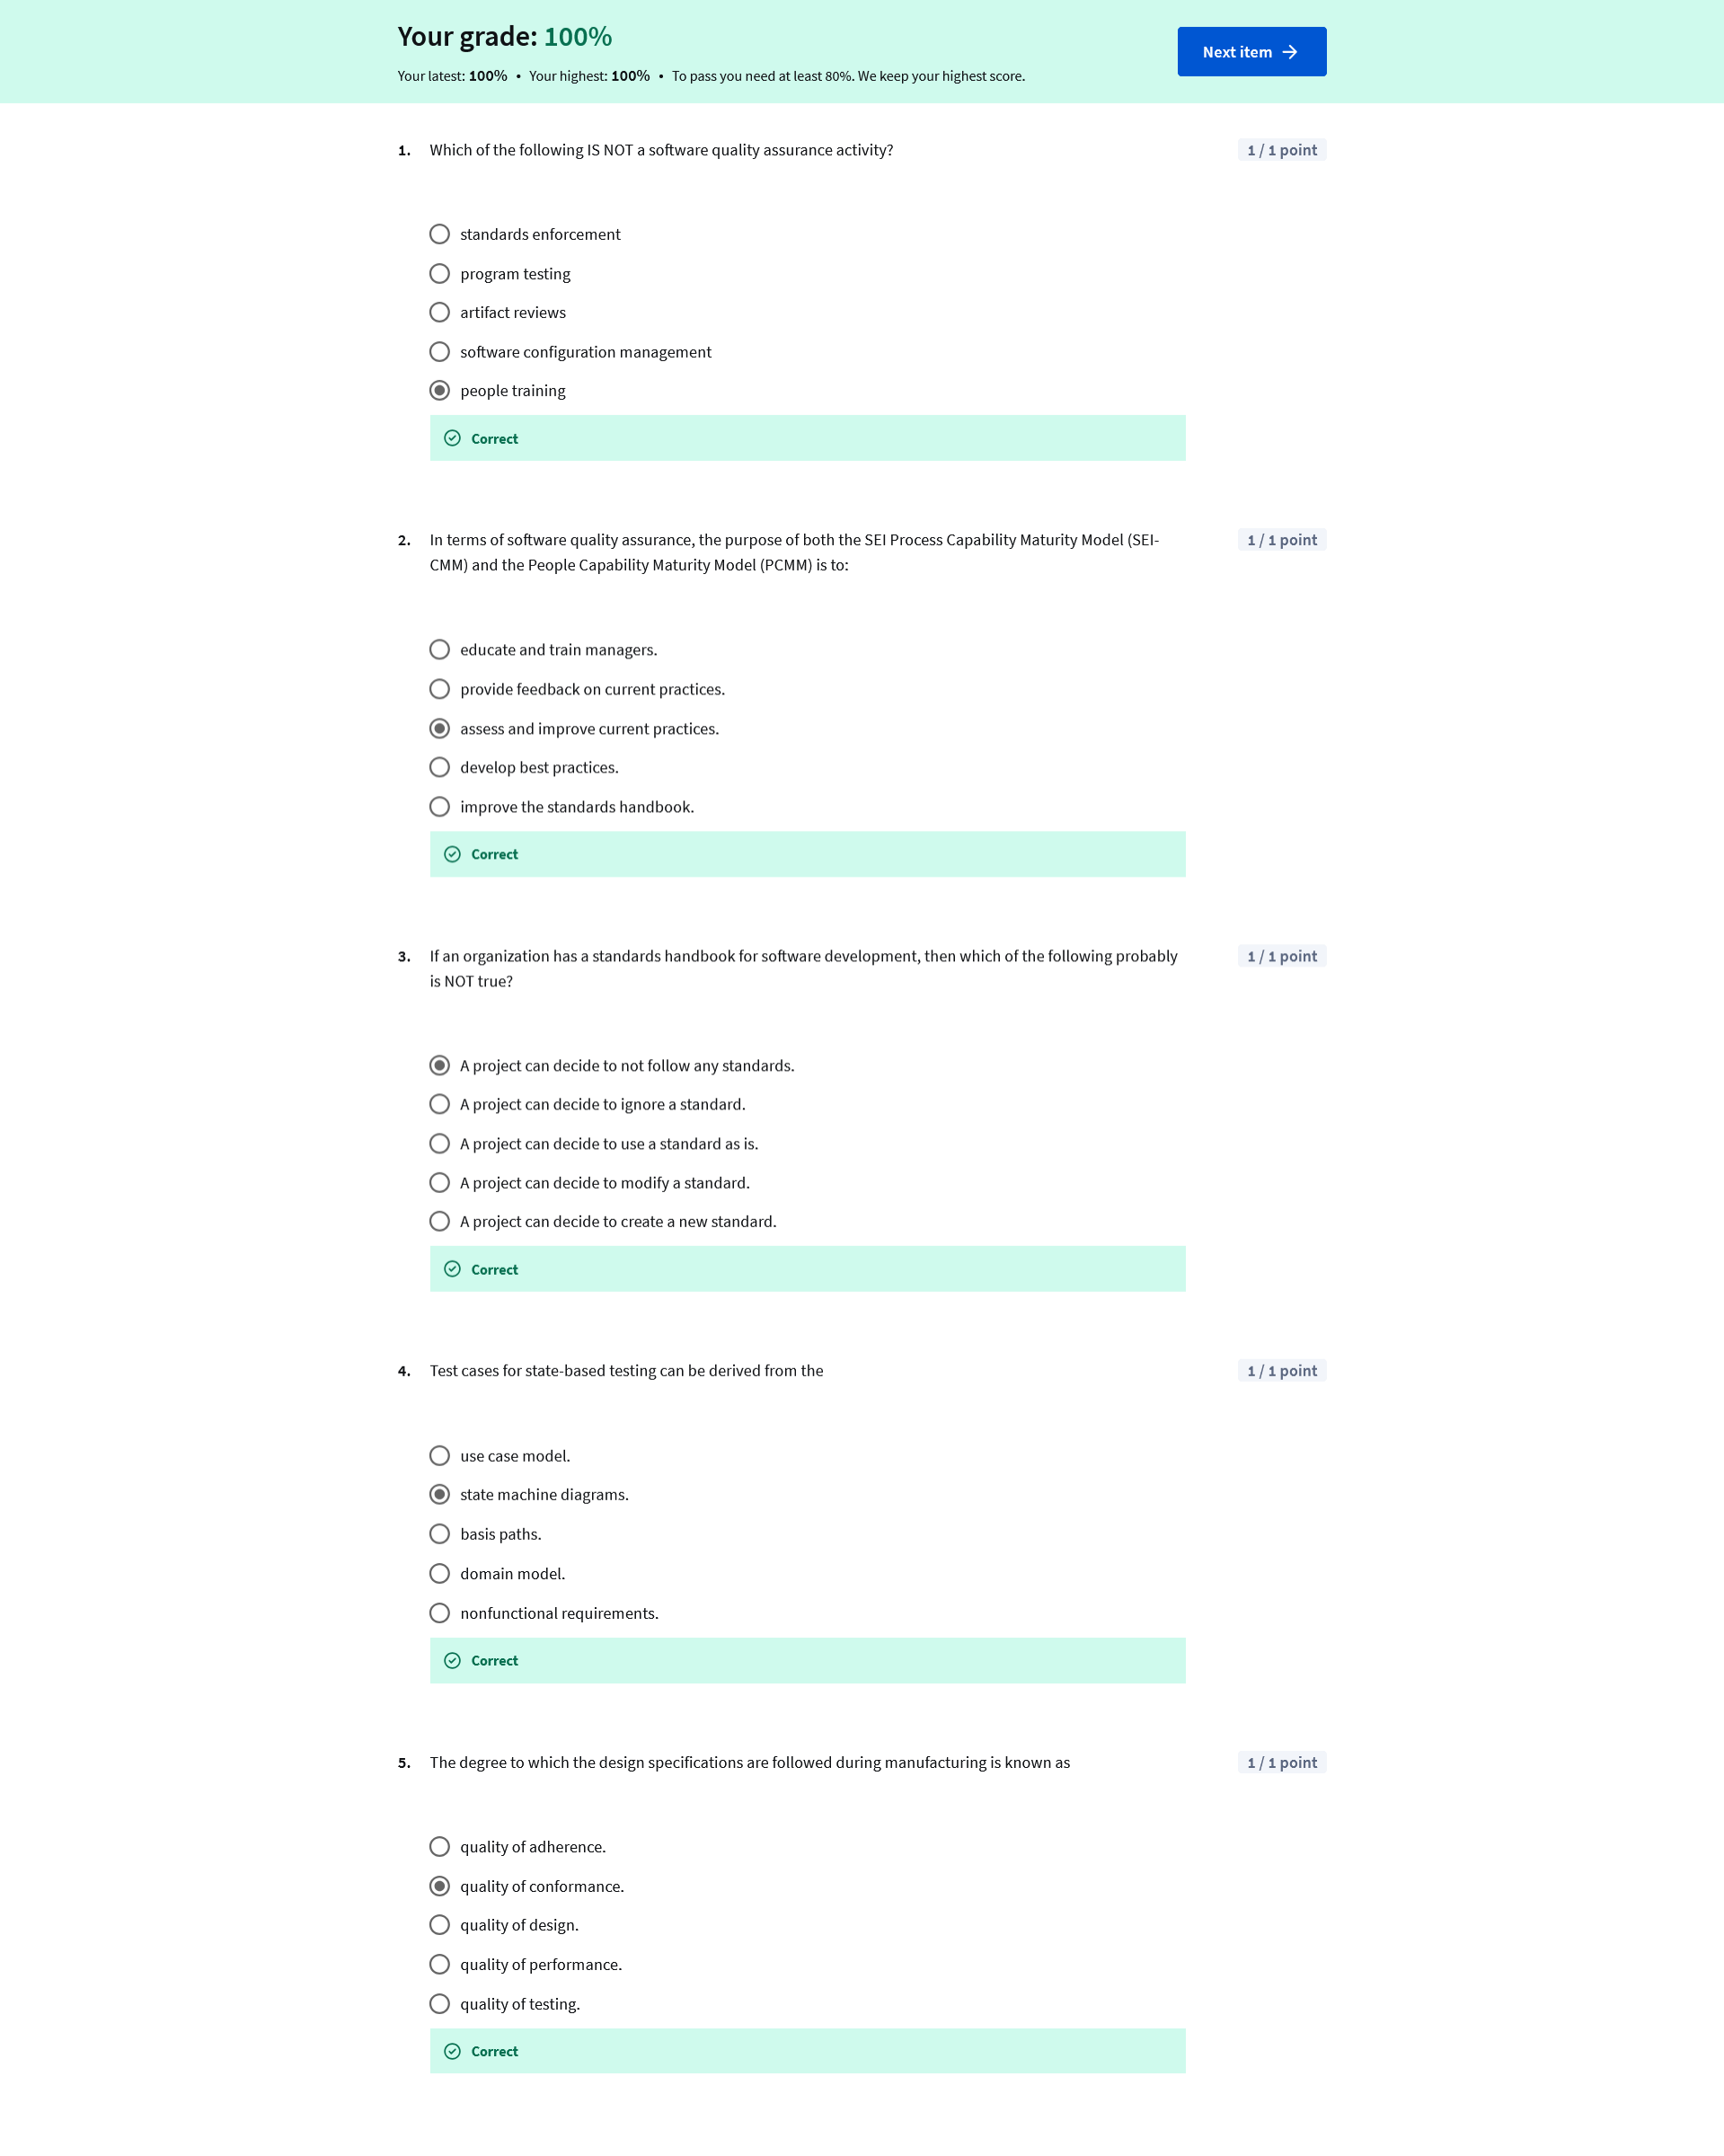 Your grade: 100%
Your latest: 100% • Your highest: 100% • To pass you need at least 80%. We keep your highest score.
Next item
1. Which of the following IS NOT a software quality assurance activity?
1 / 1 point
standards enforcement
program testing
artifact reviews
software configuration management
people training
Correct
2. In terms of software quality assurance, the purpose of both the SEI Process Capability Maturity Model (SEI-
CMM) and the People Capability Maturity Model (PCMM) is to:
1 / 1 point
educate and train managers.
provide feedback on current practices.
assess and improve current practices.
develop best practices.
improve the standards handbook.
Correct
3. If an organization has a standards handbook for software development, then which of the following probably
is NOT true?
1 / 1 point
A project can decide to not follow any standards.
A project can decide to ignore a standard.
A project can decide to use a standard as is.
A project can decide to modify a standard.
A project can decide to create a new standard.
Correct
4. Test cases for state-based testing can be derived from the
1 / 1 point
use case model.
state machine diagrams.
basis paths.
domain model.
nonfunctional requirements.
Correct
5. The degree to which the design specifications are followed during manufacturing is known as
1 / 1 point
quality of adherence.
quality of conformance.
quality of design.
quality of performance.
quality of testing.
Correct